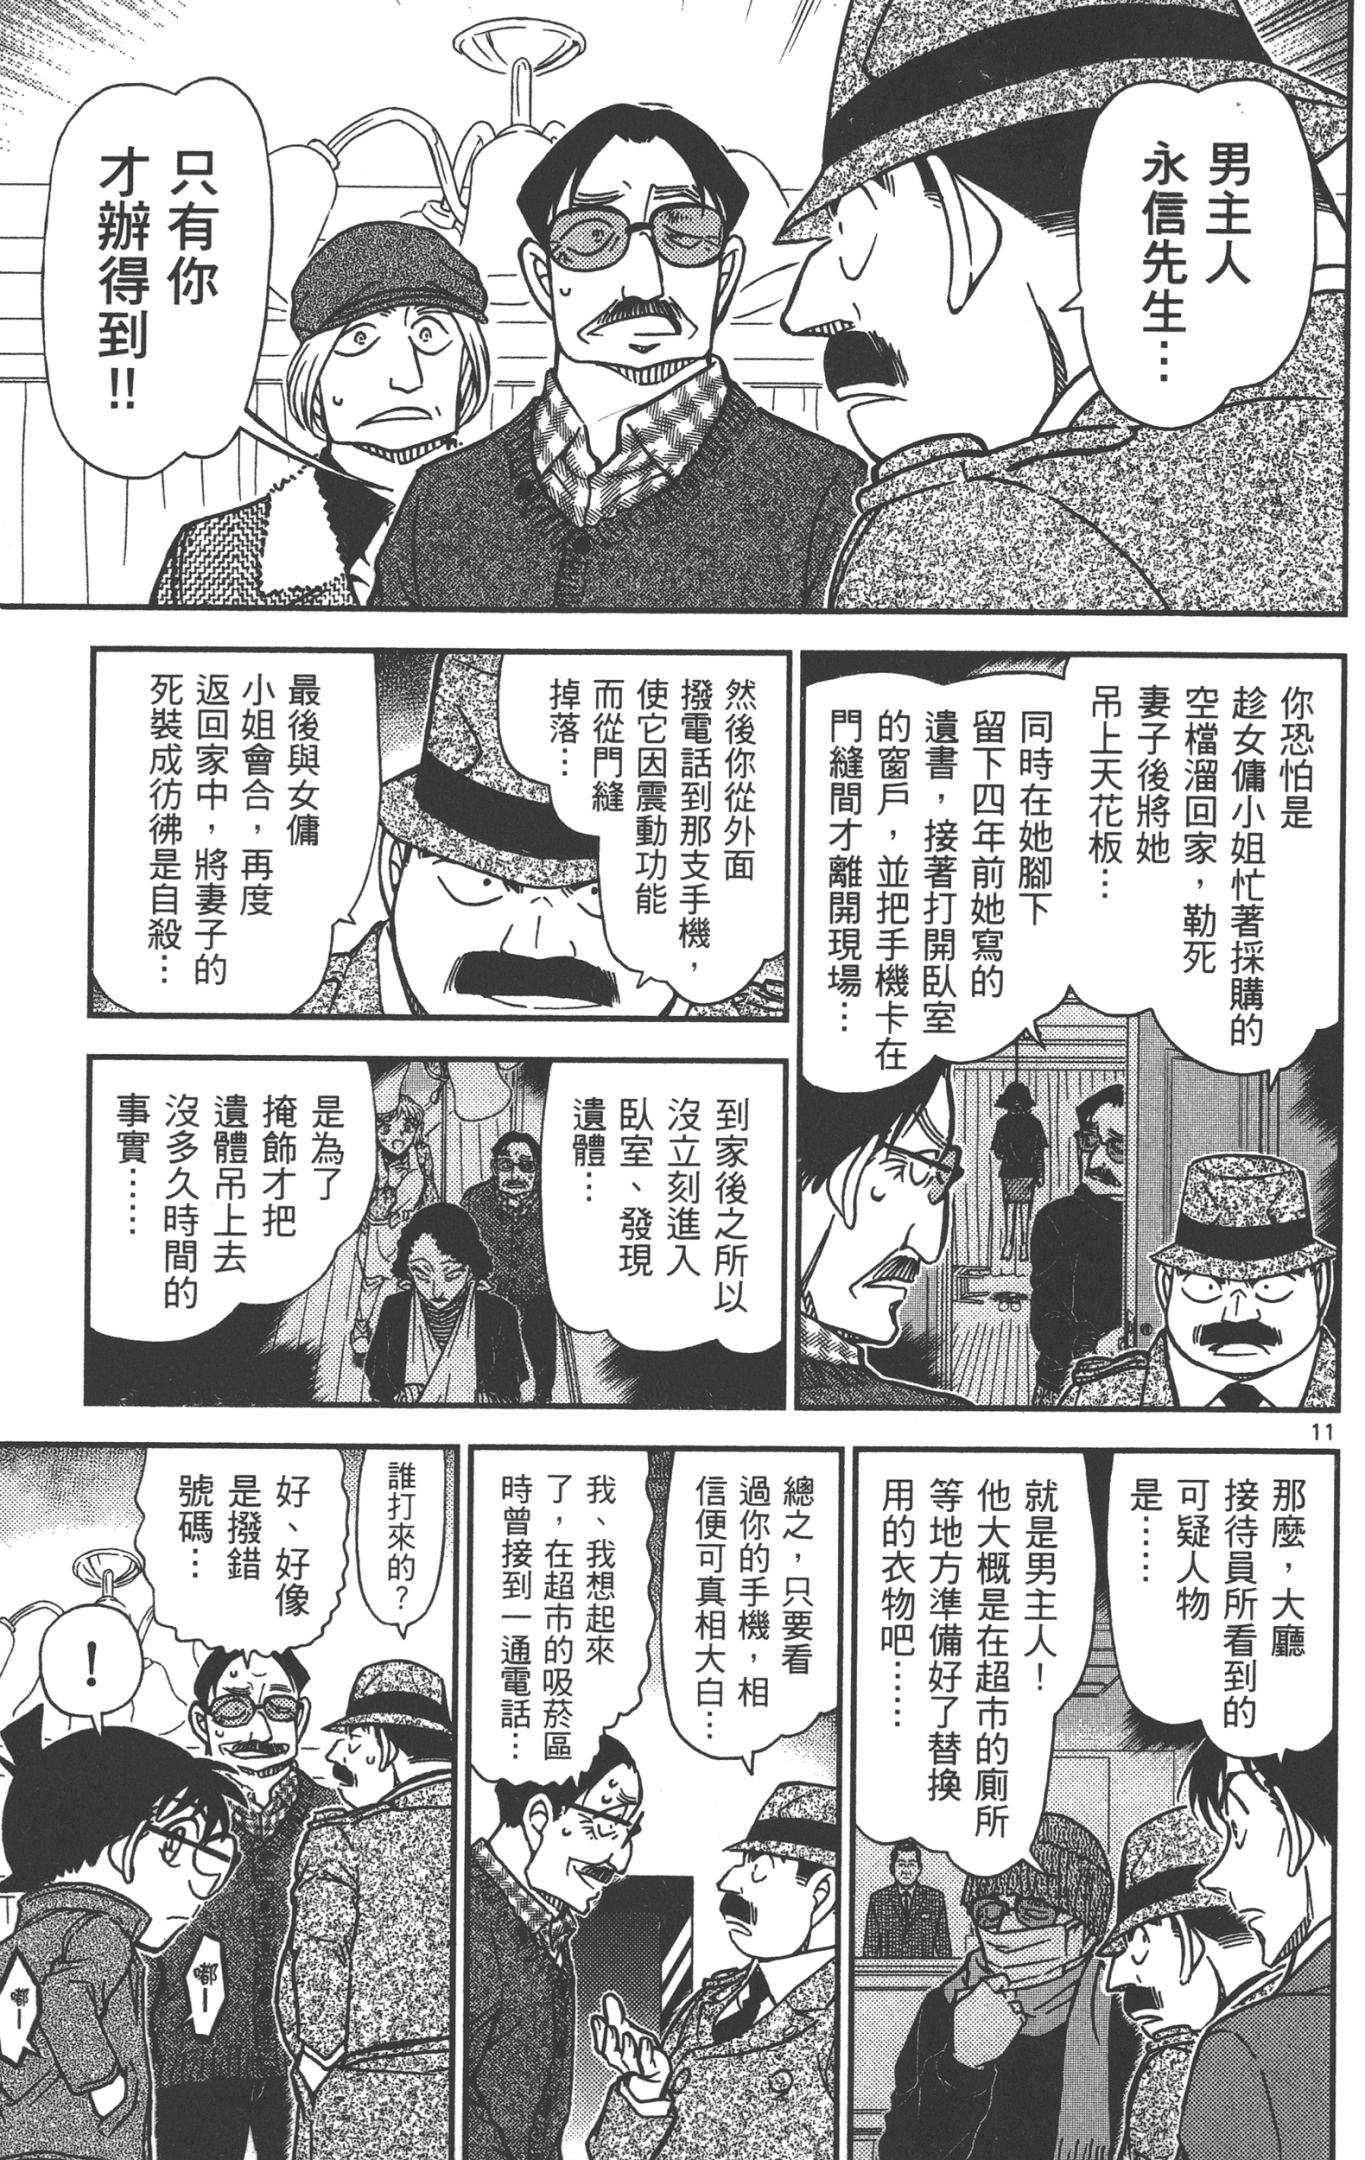 男主人
永信先生…
只有你
才辦得到!!
你恐怕是
趁女傭小姐忙著採購的
空檔溜回家，勒死
妻子後將她
吊上天花板…
同時在她腳下
留下四年前她寫的
遺書，接著打開臥室
的窗戶，並把手機卡在
門縫間才離開現場…
然後你從外面
撥電話到那支手機，
使它因震動功能
而從門縫
掉落…
最後與女傭
小姐會合，再度
返回家中，將妻子的
死裝成彷彿是自殺…
到家後之所以
沒立刻進入
臥室、發現
遺體…
是為了
掩飾才把
遺體吊上去
沒多久時間的
事實……
11
那麼，大廳
接待員所看到的
可疑人物
是……
就是男主人！
他大概是在超市的廁所
等地方準備好了替換
用的衣物吧……
總之，只要看
過你的手機，相
信便可真相大白…
我、我想起來
了，在超市的吸菸區
時曾接到一通電話…
誰打來的？
好、好像
是撥錯
號碼…
！
嘟—
嘟—